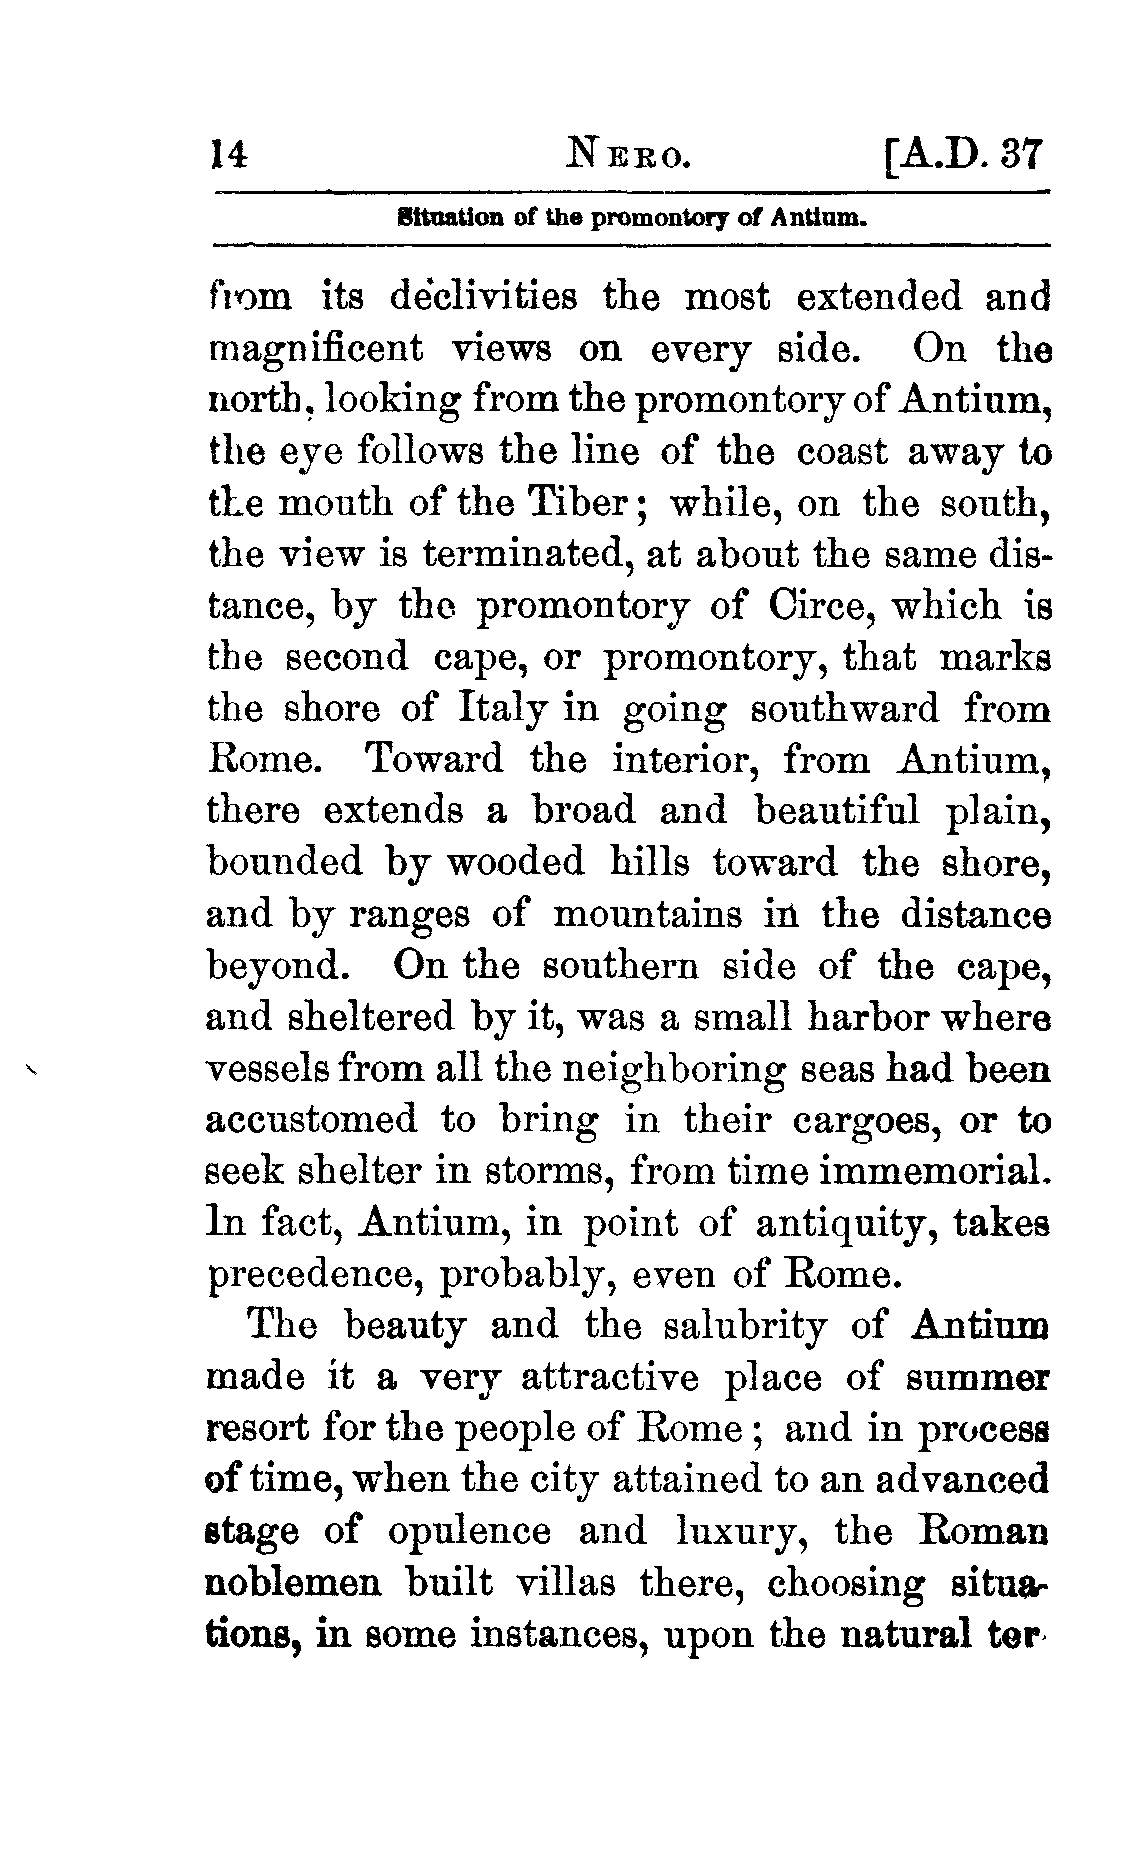 14 NERO. [A.D. 37
Situation of the promontory of Antium.
from its declivities the most extended and
magnificent views on every side. On the
north, looking from the promontory of Antium,
the eye follows the line of the coast away to
the mouth of the Tiber; while, on the south,
the view is terminated, at about the same dis-
tance, by the promontory of Circe, which is
the second cape, or promontory, that marks
the shore of Italy in going southward from
Rome. Toward the interior, from Antium,
there extends a broad and beautiful plain,
bounded by wooded hills toward the shore,
and by ranges of mountains in the distance
beyond. On the southern side of the cape,
and sheltered by it, was a small harbor where
vessels from all the neighboring seas had been
accustomed to bring in their cargoes, or to
seek shelter in storms, from time immemorial.
In fact, Antium, in point of antiquity, takes
precedence, probably, even of Rome.
The beauty and the salubrity of Antium
made it a very attractive place of summer
resort for the people of Rome; and in process
of time, when the city attained to an advanced
stage of opulence and luxury, the Roman
noblemen built villas there, choosing situa-
tions, in some instances, upon the natural ter-